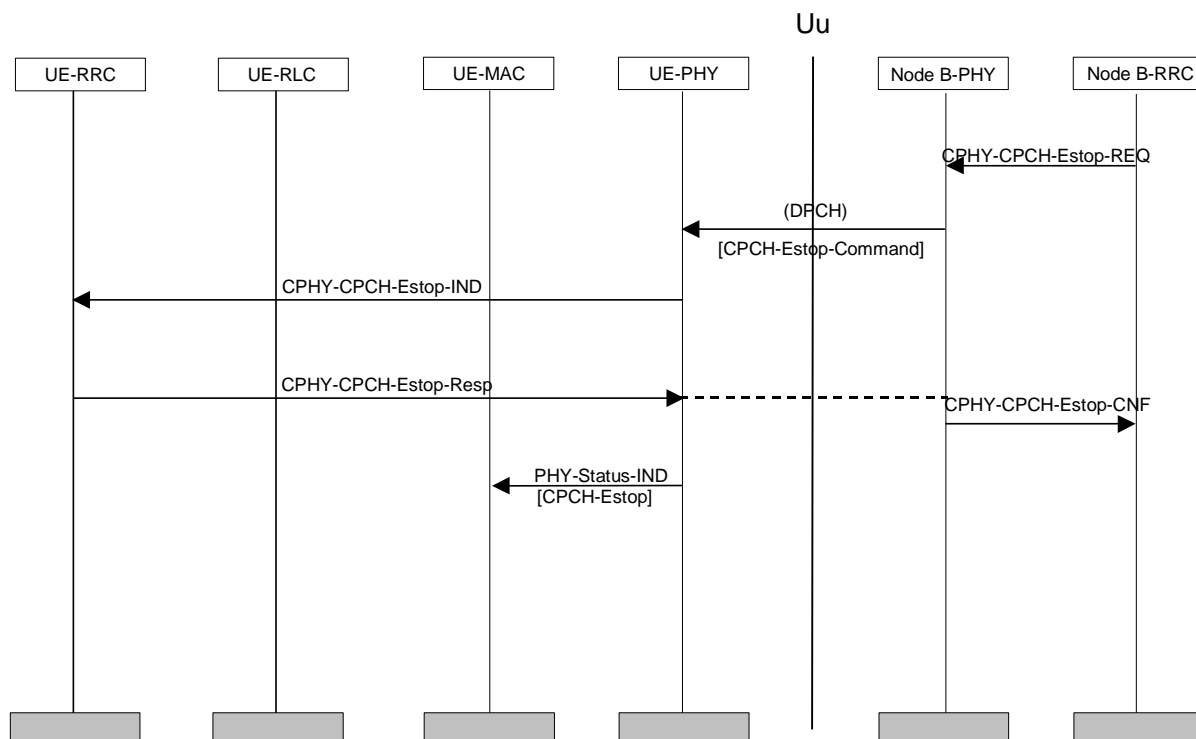 Uu
UE-RRC
UE-RLC
UE-MAC
UE-PHY
Node B-PHY
Node B-RRC
CPHY-CPCH-Estop-REQ
(DPCH)
[CPCH-Estop-Command]
CPHY-CPCH-Estop-IND
CPHY-CPCH-Estop-Resp
CPHY-CPCH-Estop-CNF
PHY-Status-IND
[CPCH-Estop]